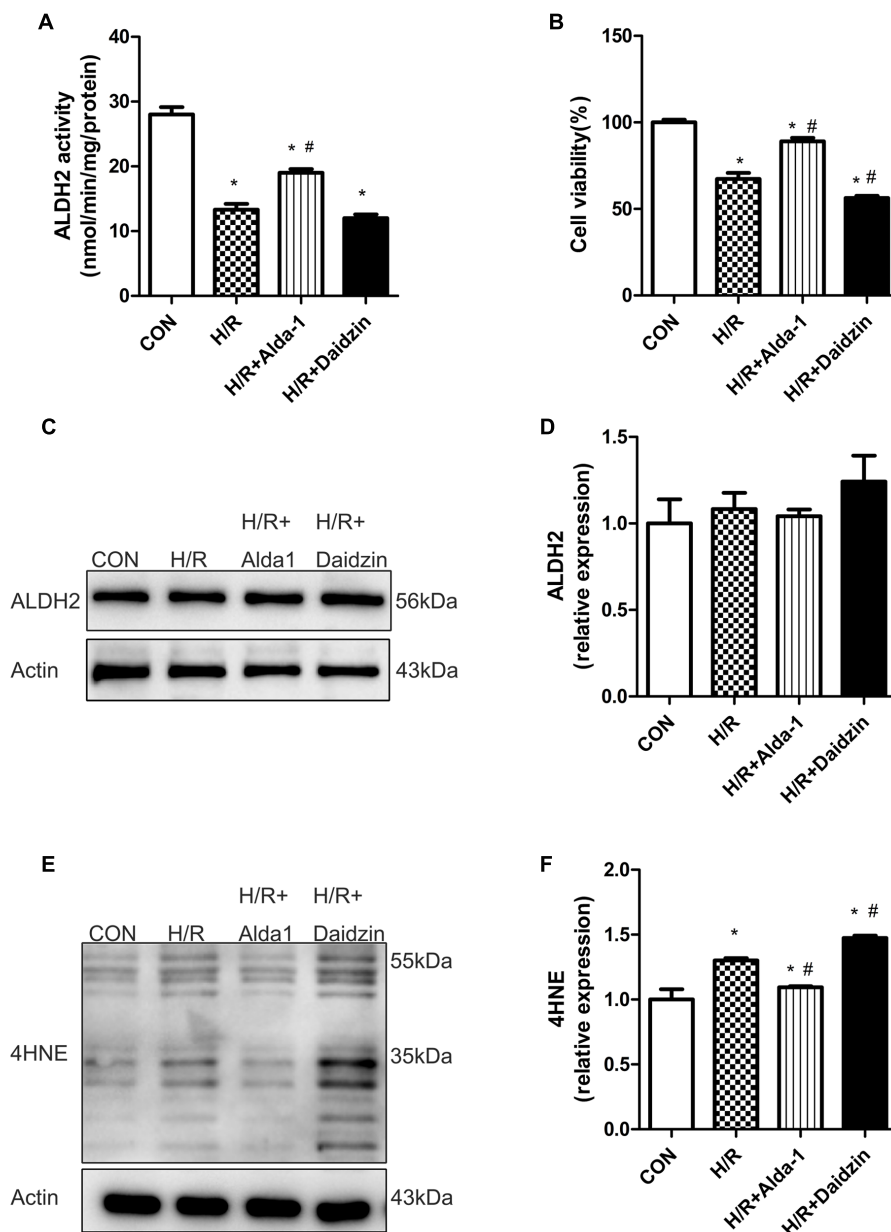 A
ALDH2 activity
(nmol/min/mg/protein)
40
30
20
10
0
* 
* #
*
CON
H/R
H/R+Alda-1
H/R+Daidzin
B
Cell viability(%)
150
100
50
0
*
* #
* #
CON
H/R
H/R+Alda-1
H/R+Daidzin
C
H/R+ H/R+
CON H/R Alda1 Daidzin
ALDH2 56kDa
Actin 43kDa
D
ALDH2
(relative expression)
1.5
1.0
0.5
0.0
CON
H/R
H/R+Alda-1
H/R+Daidzin
E
H/R+ H/R+
CON H/R Alda1 Daidzin
55kDa
4HNE 35kDa
Actin 43kDa
F
4HNE
(relative expression)
2.0
1.5
1.0
0.5
0.0
*
* #
* #
CON
H/R
H/R+Alda-1
H/R+Daidzin